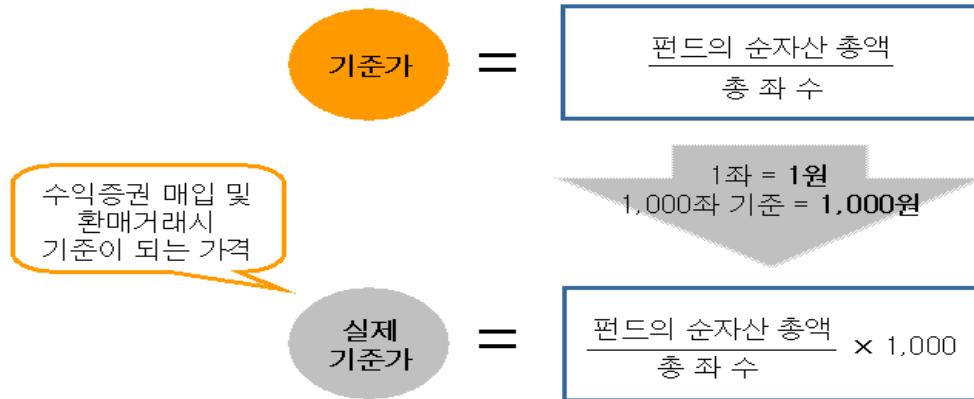 기준가 = 펀드의 순자산 총액
총 좌 수
1좌 = 1원
1,000좌 기준 = 1,000원
수익증권 매입 및
환매거래시
기준이 되는 가격
실제
기준가 = 펀드의 순자산 총액
총 좌 수 × 1,000